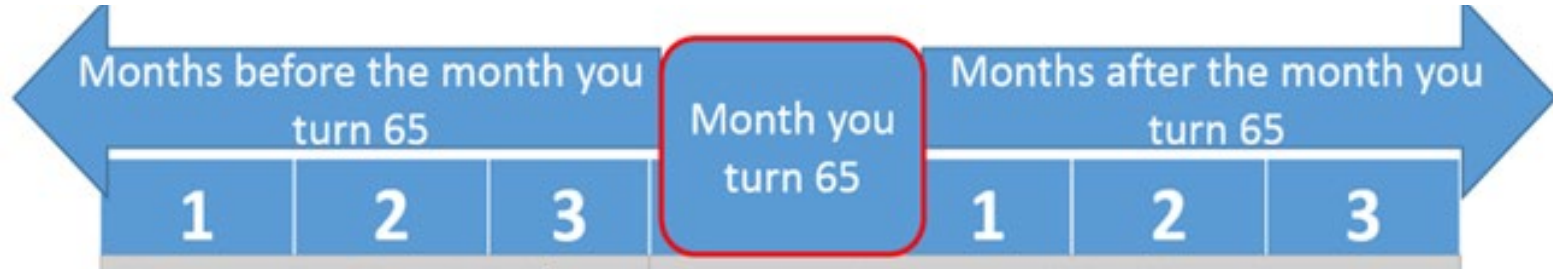 Months before the month you
turn 65
Month you
turn 65
Months after the month you
turn 65
1 2 3 1 2 3